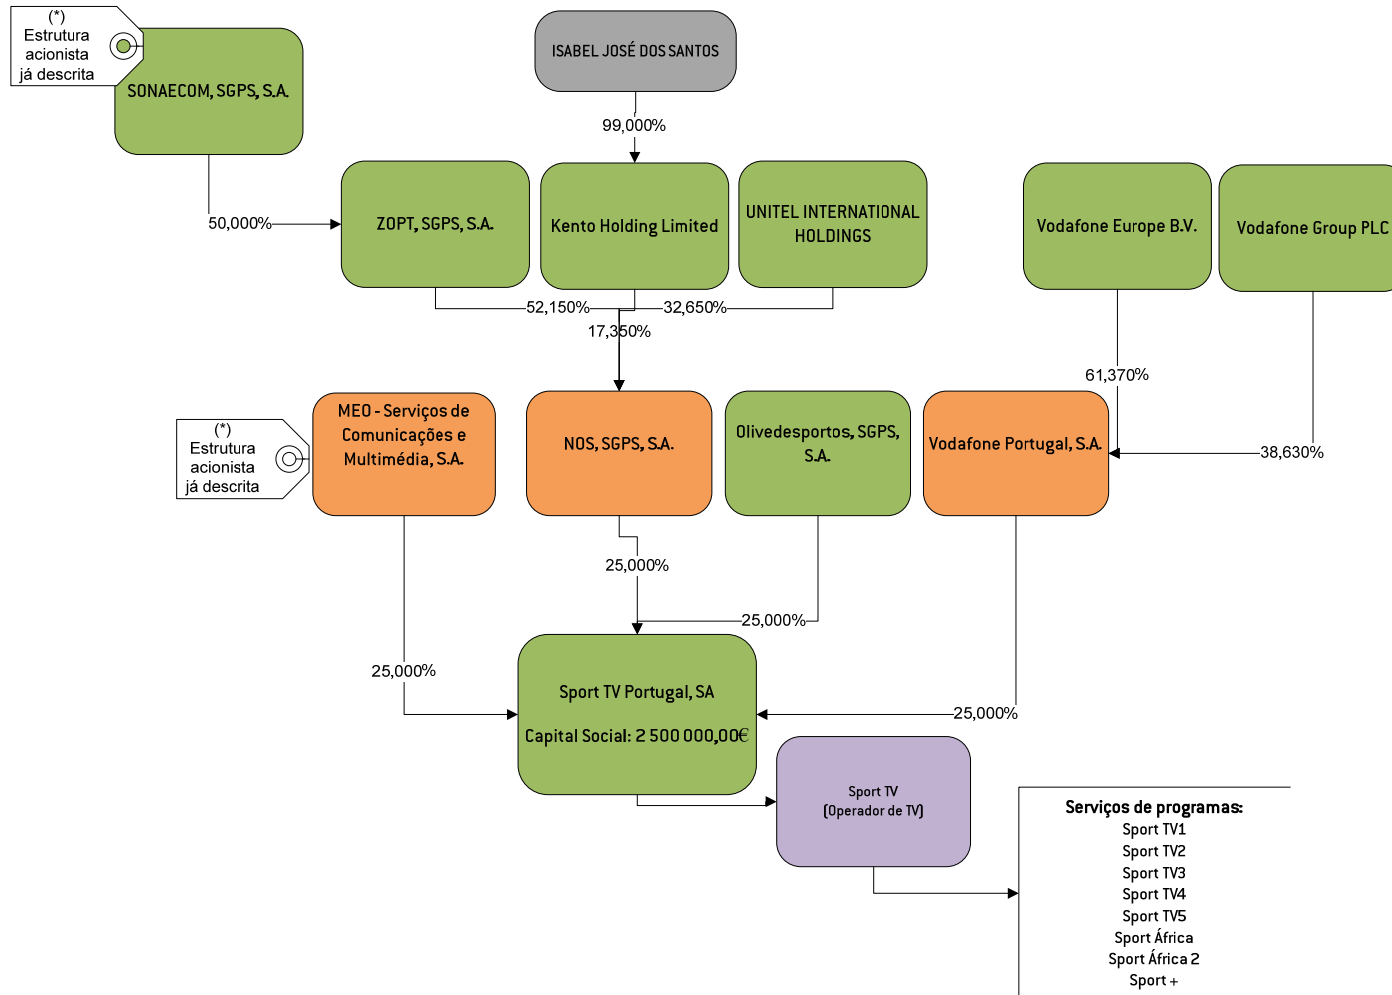 (*)
Estrutura
acionista
já descrita
SONAECOM, SGPS, S.A.
ISABEL JOSÉ DOS SANTOS
99,000%
50,000%
ZOPT, SGPS, S.A.
Kento Holding Limited
UNITEL INTERNATIONAL
HOLDINGS
Vodafone Europe B.V.
Vodafone Group PLC
52,150%
32,650%
17,350%
61,370%
38,630%
(*)
Estrutura
acionista
já descrita
MEO - Serviços de
Comunicações e
Multimédia, S.A.
NOS, SGPS, S.A.
Olivedesportos, SGPS,
S.A.
Vodafone Portugal, S.A.
25,000%
25,000%
25,000%
25,000%
Sport TV Portugal, SA
Capital Social: 2 500 000,00€
Sport TV
(Operador de TV)
Serviços de programas:
Sport TV1
Sport TV2
Sport TV3
Sport TV4
Sport TV5
Sport África
Sport África 2
Sport +